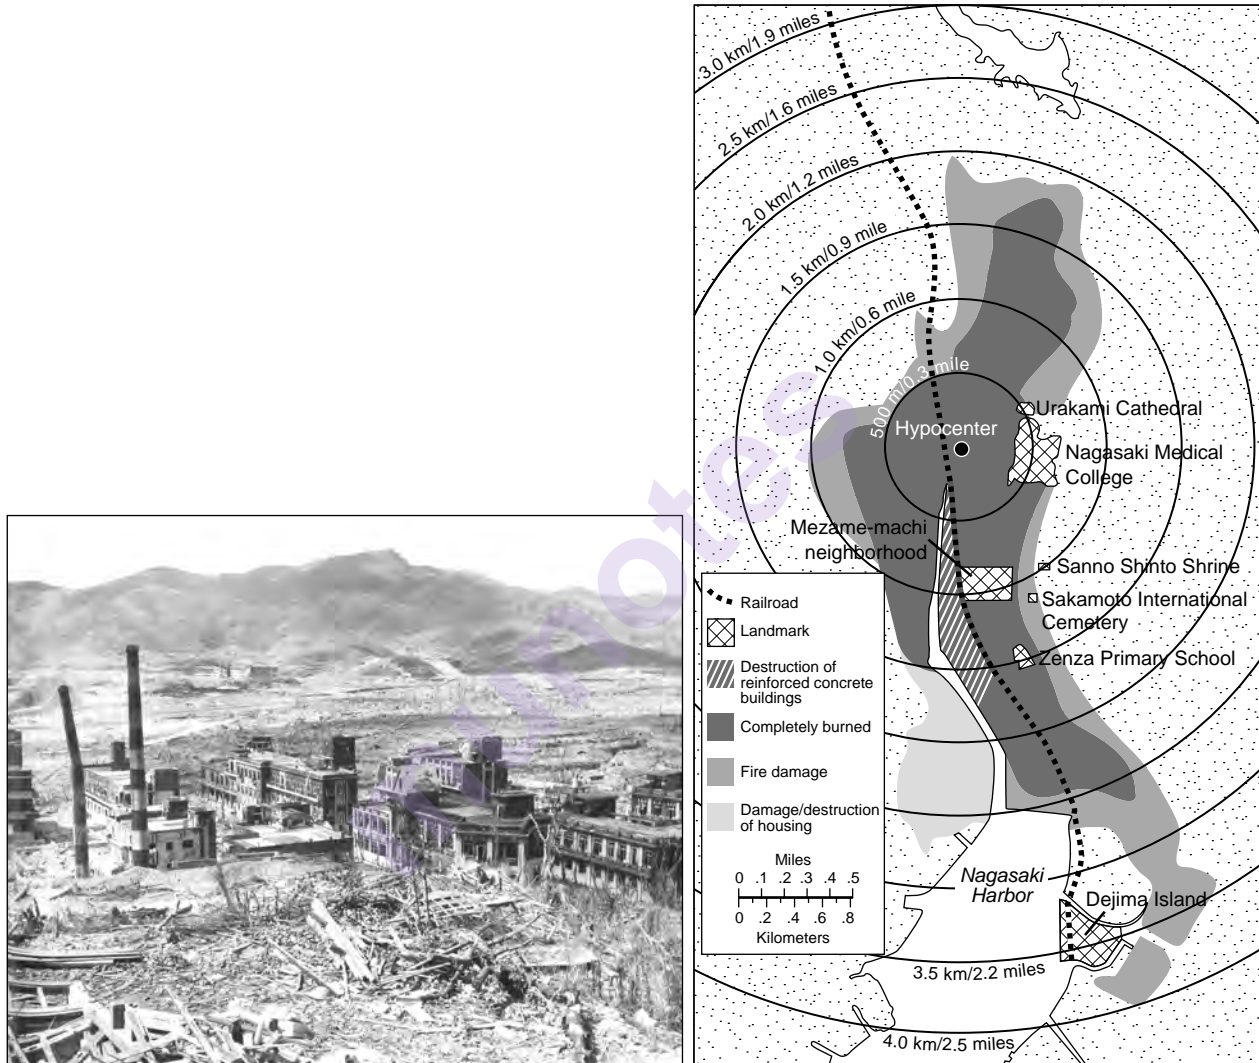 3.0 km/1.9 miles
2.5 km/1.6 miles
2.0 km/1.2 miles
1.5 km/0.9 mile
1.0 km/0.6 mile
500 m/0.3 mile
Hypocenter
Urakami Cathedral
Nagasaki Medical
College
Mezame-machi
neighborhood
Sanno Shinto Shrine
Sakamoto International
Cemetery
Zenza Primary School
Railroad
Landmark
Destruction of
reinforced concrete
buildings
Completely burned
Fire damage
Damage/destruction
of housing
Miles
0 .1 .2 .3 .4 .5
0 .2 .4 .6 .8
Kilometers
Nagasaki
Harbor
Dejima Island
3.5 km/2.2 miles
4.0 km/2.5 miles